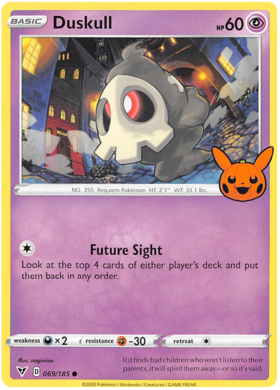 BASIC Duskull HP60
NO. 355 Requiem Pokémon HT: 2'7" WT: 33.1 lbs.
Future Sight
Look at the top 4 cards of either player's deck and put
them back in any order.
weakness ×2 resistance -30 retreat
Illus. nagimiso
If it finds bad children who won't listen to their
parents, it will spirit them away—or so it's said.
D 069/185
©2020 Pokémon / Nintendo / Creatures / GAME FREAK